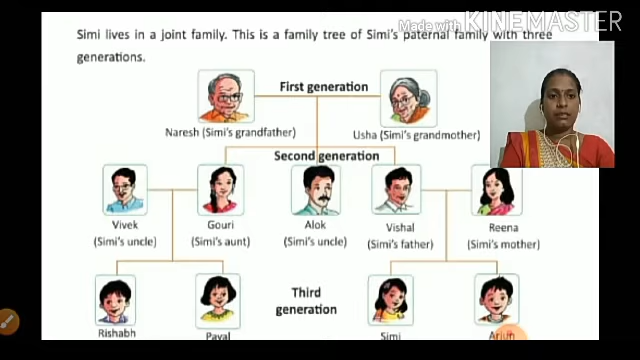 Made with KINEMASTER
Simi lives in a joint family. This is a family tree of Simi's paternal family with three
generations.
First generation
Naresh (Simi's grandfather)
Usha (Simi's grandmother)
Second generation
Vivek
(Simi's uncle)
Gouri
(Simi's aunt)
Alok
(Simi's uncle)
Vishal
(Simi's father)
Reena
(Simi's mother)
Third
generation
Rishabh
Payal
Simi
Arjun